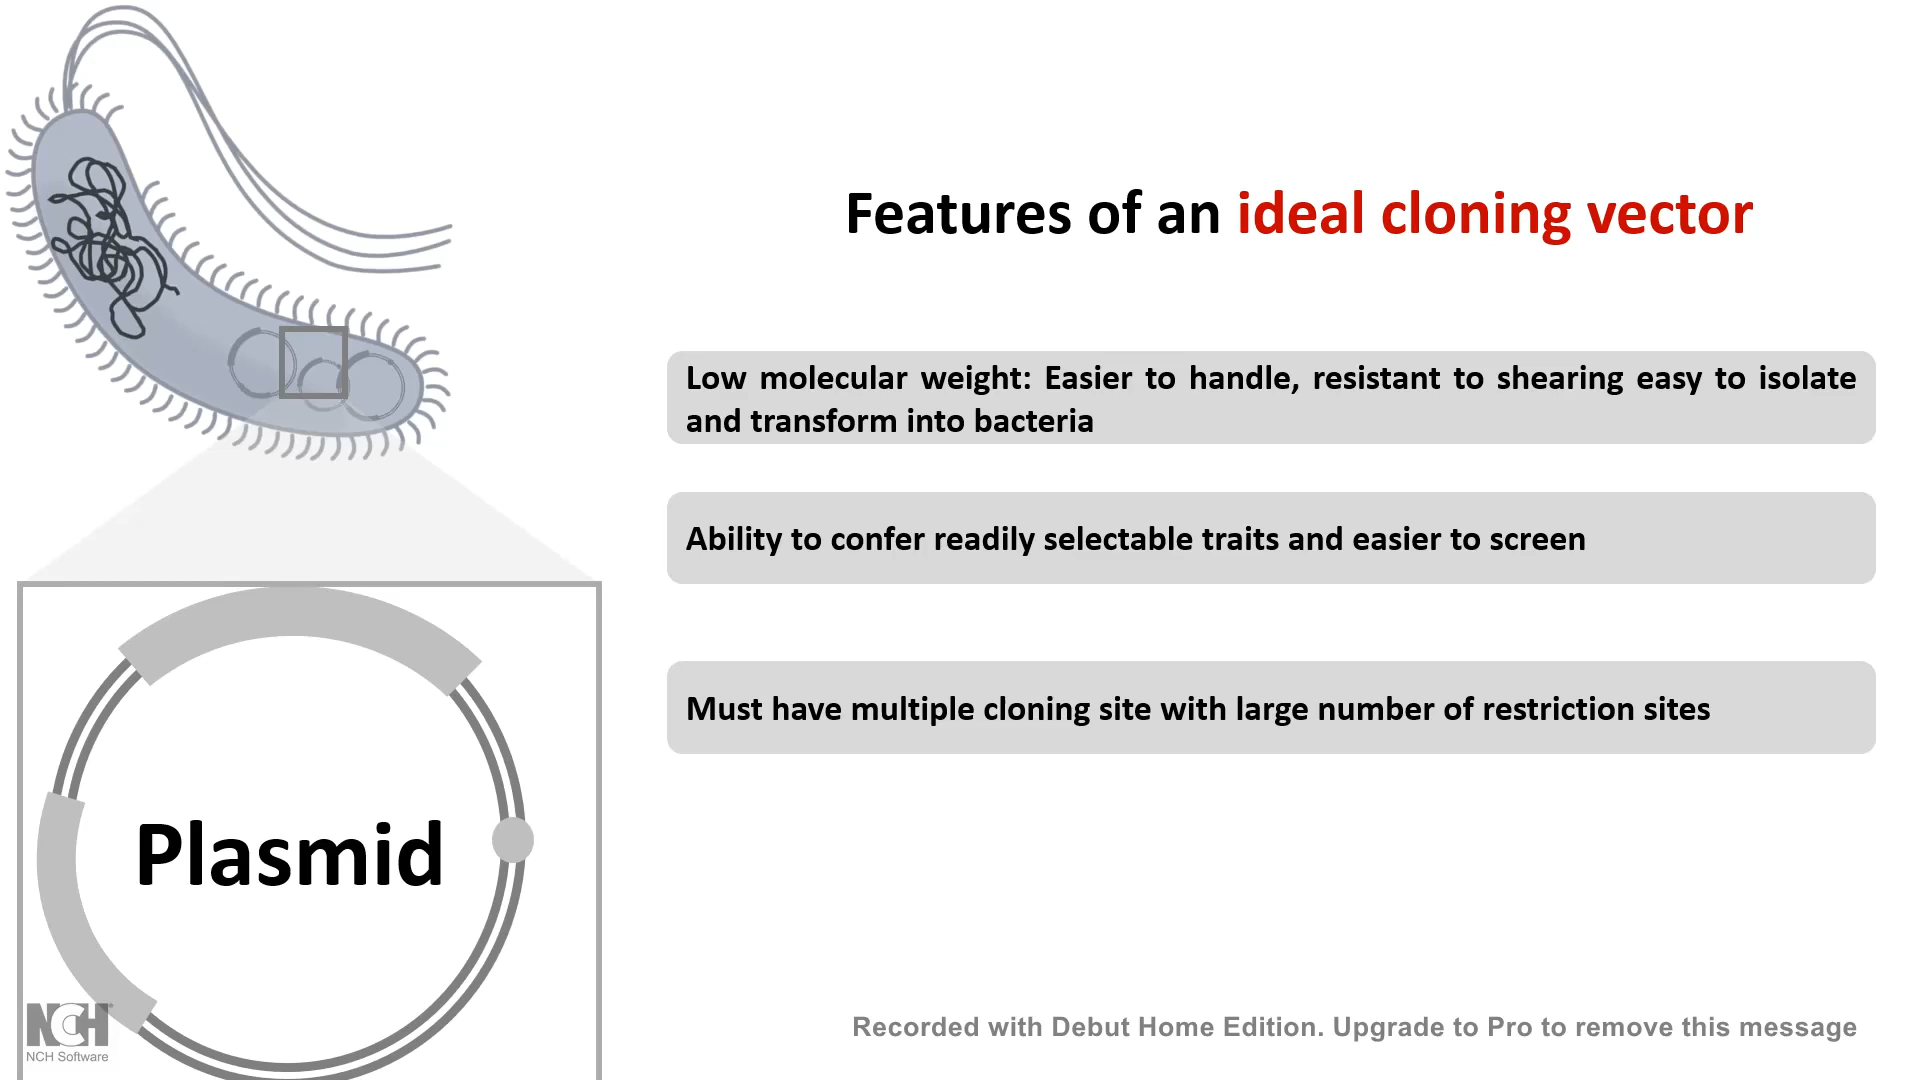 Features of an ideal cloning vector
Low molecular weight: Easier to handle, resistant to shearing easy to isolate
and transform into bacteria
Ability to confer readily selectable traits and easier to screen
Must have multiple cloning site with large number of restriction sites
Plasmid
NCH
NCH Software
Recorded with Debut Home Edition. Upgrade to Pro to remove this message